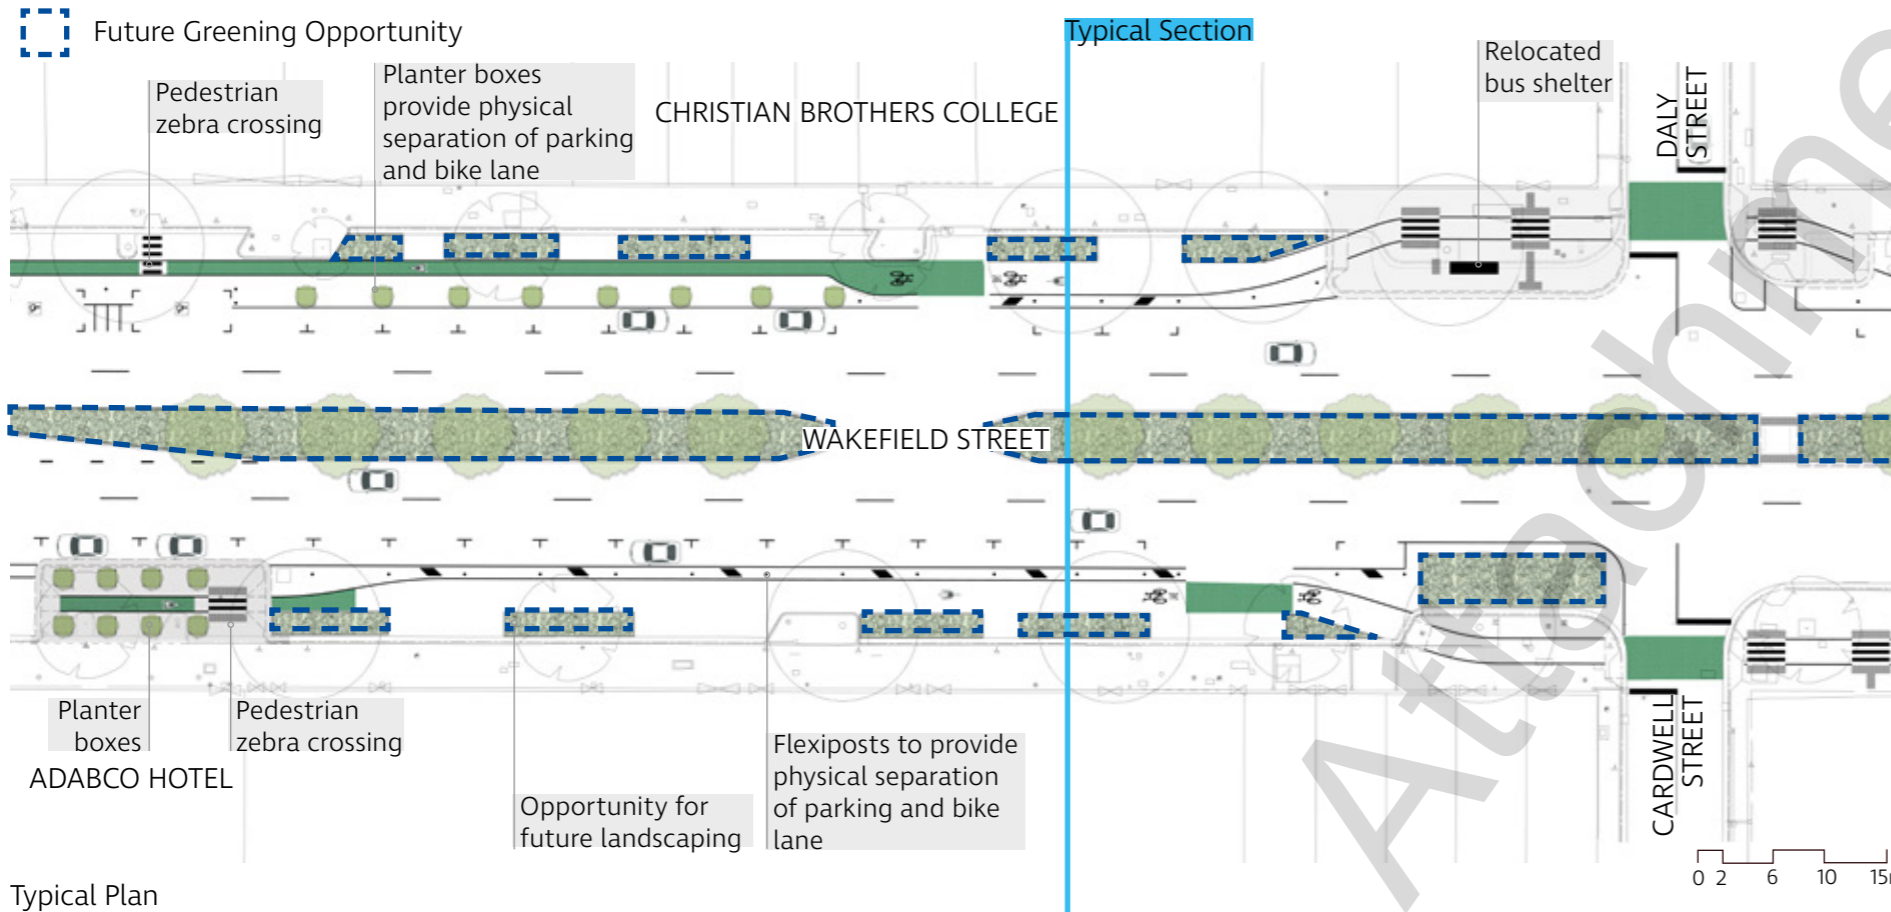 Future Greening Opportunity
Typical Section
Relocated
bus shelter
Planter boxes
provide physical
separation of parking
and bike lane
Pedestrian
zebra crossing
CHRISTIAN BROTHERS COLLEGE
DALY
STREET
WAKEFIELD STREET
Planter
boxes
Pedestrian
zebra crossing
ADABCO HOTEL
Opportunity for
future landscaping
Flexiposts to provide
physical separation
of parking and bike
lane
CARDWELL
STREET
0 2 6 10 15
Typical Plan